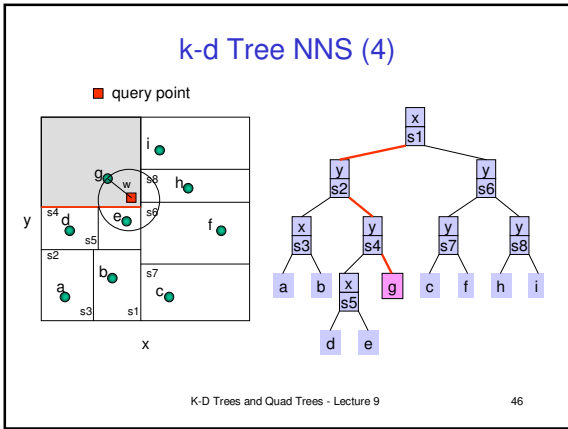 k-d Tree NNS (4)
query point
i
g
w
s8
h
s4
e
s6
y
d
s5
f
s2
s7
b
a
c
s3
s1
x
x
s1
y
s2
y
s6
x
s3
y
s4
y
s7
y
s8
a
b
x
s5
g
c
f
h
i
d
e
K-D Trees and Quad Trees - Lecture 9
46